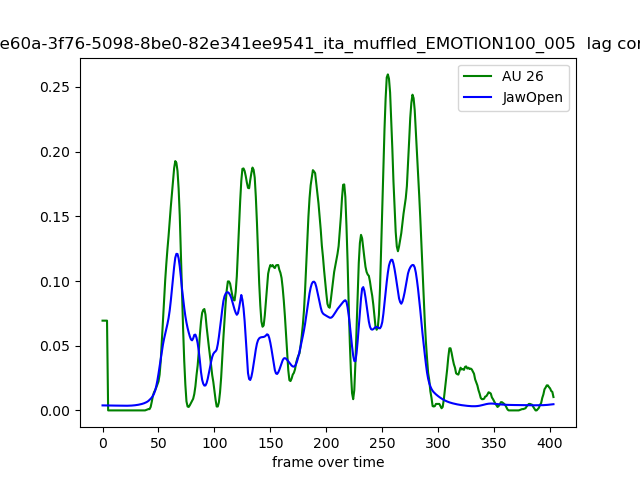 e60a-3f76-5098-8be0-82e341ee9541_ita_muffled_EMOTION100_005 lag
AU 26
JawOpen
0.25
0.20
0.15
0.10
0.05
0.00
0 50 100 150 200 250 300 350 400
frame over time